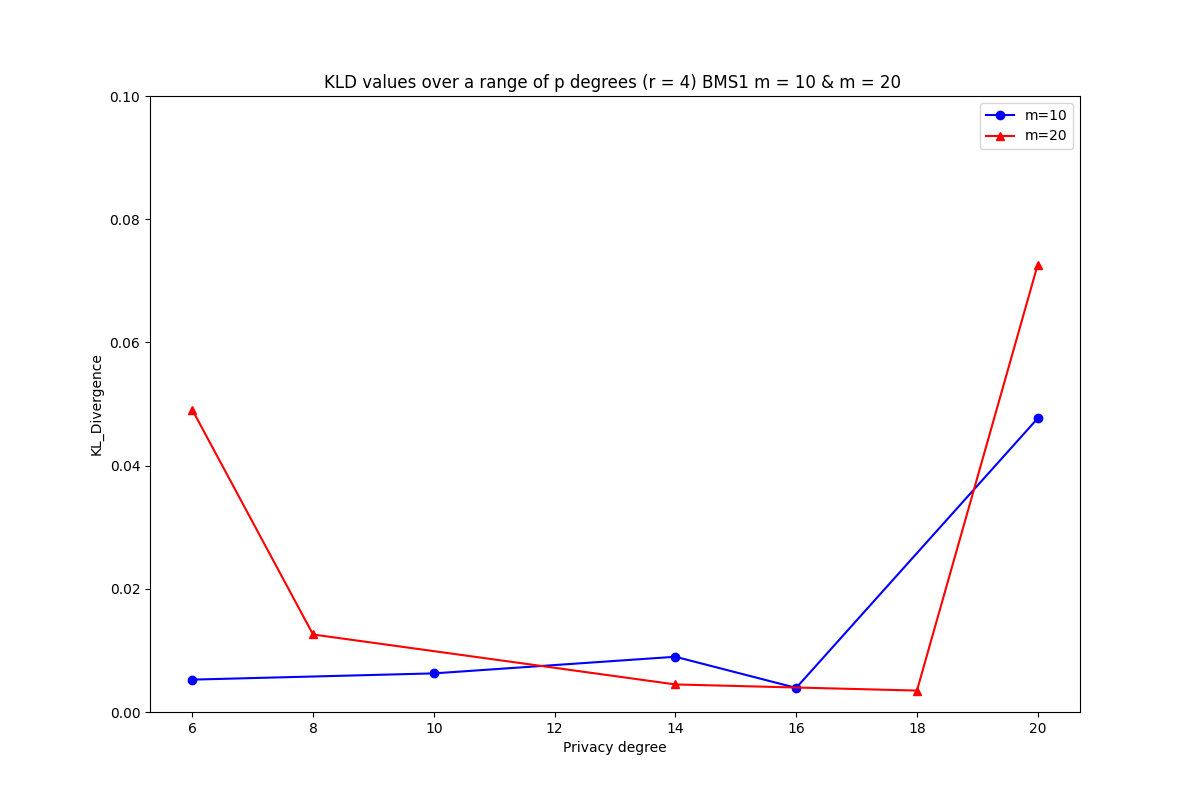 KLD values over a range of p degrees (r = 4) BMS1 m = 10 & m = 20
m=10
m=20
0.10
0.08
0.06
0.04
0.02
0.00
KL_Divergence
6 8 10 12 14 16 18 20
Privacy degree